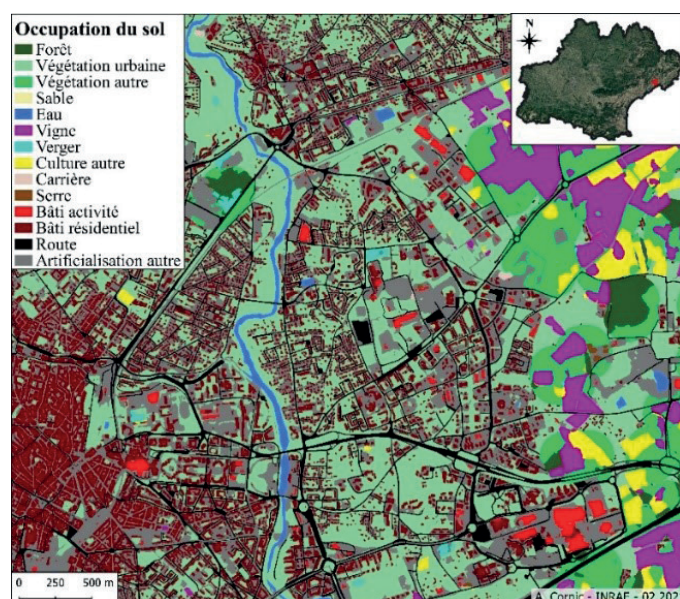 Occupation du sol
Forêt
Végétation urbaine
Végétation autre
Sable
Eau
Vigne
Verger
Culture autre
Carrière
Serre
Bâti activité
Bâti résidentiel
Route
Artificialisation autre
N
0 250 500 m
A. Cornic - INRAE - 02.202